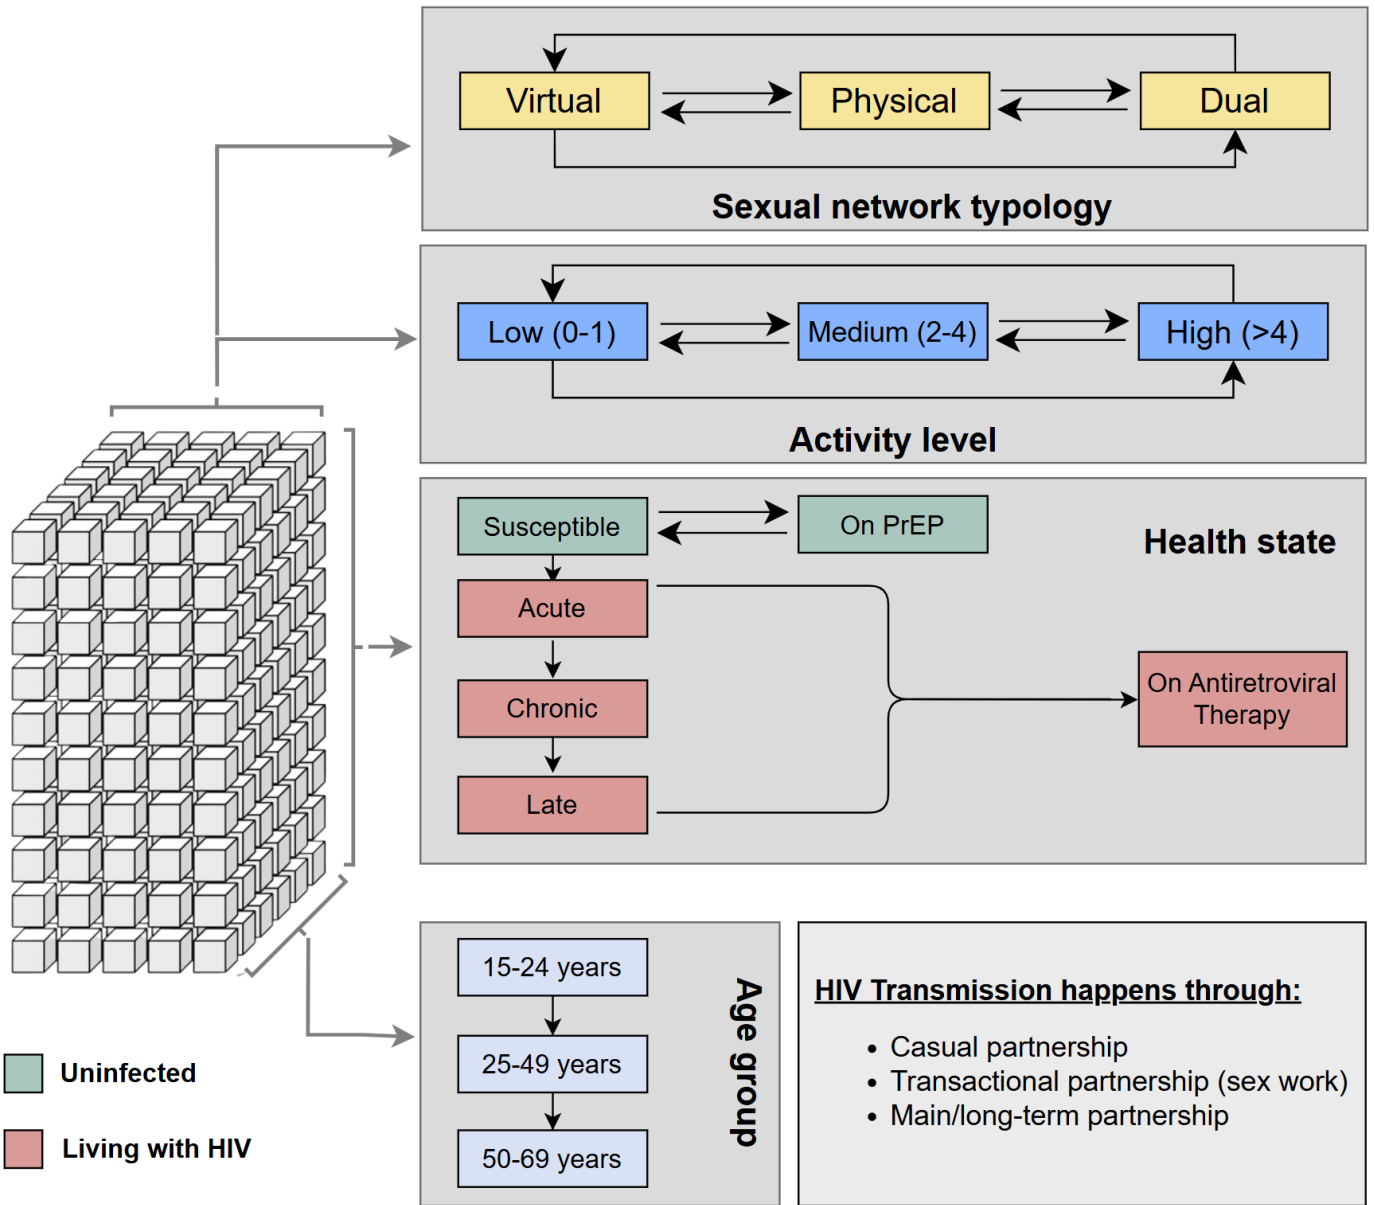 Virtual
Physical
Dual
Sexual network typology
Low (0-1)
Medium (2-4)
High (>4)
Activity level
Susceptible
On PrEP
Health state
Acute
Chronic
Late
On Antiretroviral
Therapy
15-24 years
25-49 years
50-69 years
Age group
HIV Transmission happens through:
• Casual partnership
• Transactional partnership (sex work)
• Main/long-term partnership
Uninfected
Living with HIV